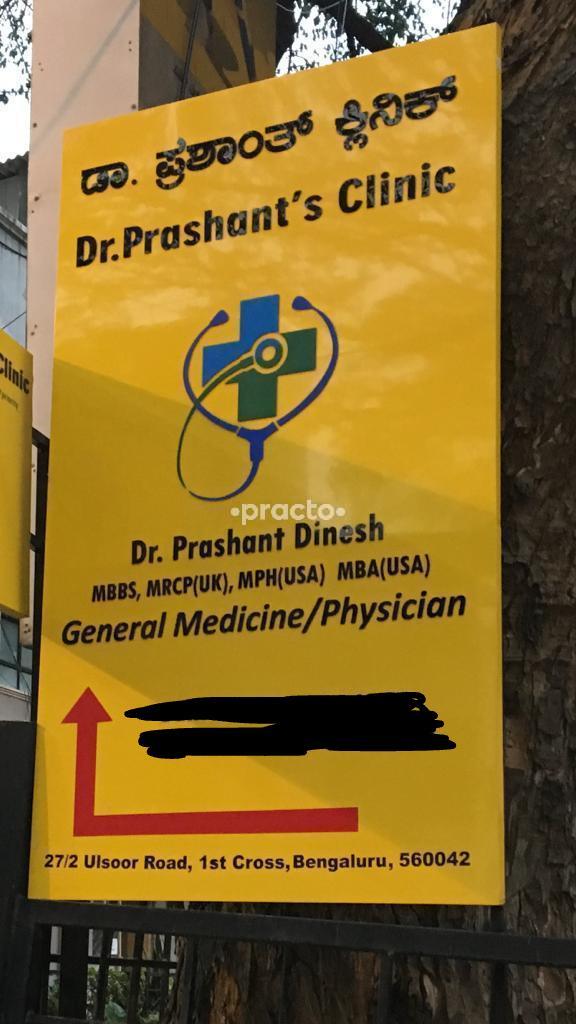 ಡಾ. ಪ್ರಶಾಂತ್ ಕ್ಲಿನಿಕ್
Dr.Prashant's Clinic
Clinic
•practo•
Dr. Prashant Dinesh
MBBS, MRCP(UK), MPH(USA) MBA(USA)
General Medicine/Physician
27/2 Ulsoor Road, 1st Cross, Bengaluru, 560042